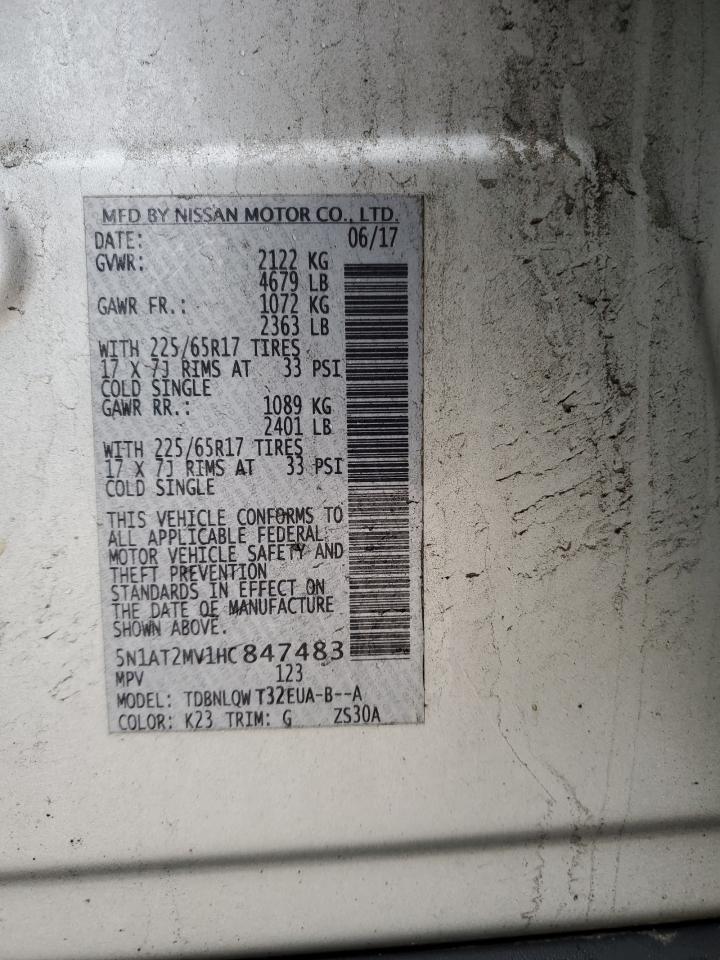 MFD BY NISSAN MOTOR CO., LTD.
DATE: 06/17
GVWR: 2122 KG
4679 LB
GAWR FR.: 1072 KG
2363 LB
WITH 225/65R17 TIRES
17 X 7J RIMS AT 33 PSI
COLD SINGLE
GAWR RR.: 1089 KG
2401 LB
WITH 225/65R17 TIRES
17 X 7J RIMS AT 33 PSI
COLD SINGLE
THIS VEHICLE CONFORMS TO
ALL APPLICABLE FEDERAL
MOTOR VEHICLE SAFETY AND
THEFT PREVENTION
STANDARDS IN EFFECT ON
THE DATE OF MANUFACTURE
SHOWN ABOVE.
5N1AT2MV1HC847483
MPV 123
MODEL: TDBNLQWT32EUA-B--A
COLOR: K23 TRIM: G ZS30A